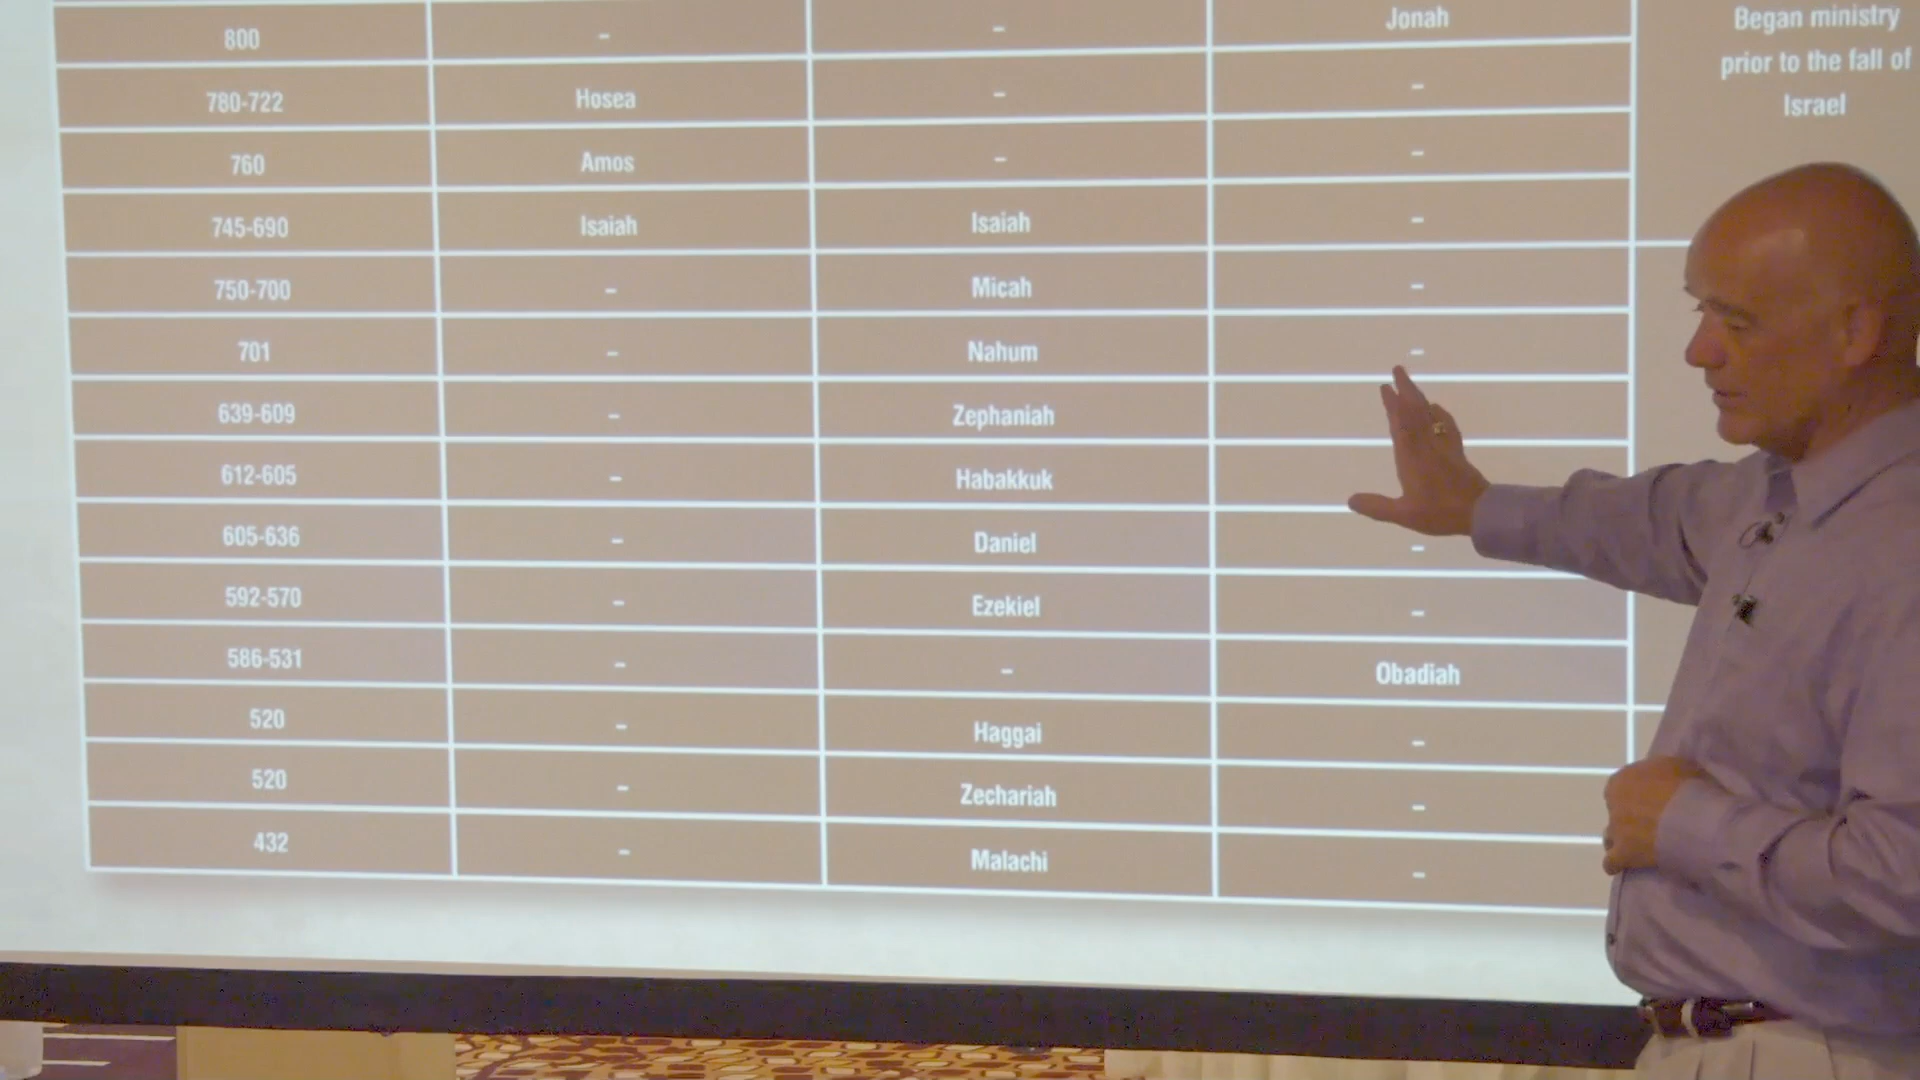 800 - - Jonah
Began ministry
prior to the fall of
Israel
780-722 Hosea - -
760 Amos - -
745-690 Isaiah Isaiah -
750-700 - Micah -
701 - Nahum -
639-609 - Zephaniah
612-605 - Habakkuk
605-636 - Daniel -
592-570 - Ezekiel -
586-531 - - Obadiah
520 - Haggai -
520 - Zechariah -
432 - Malachi -